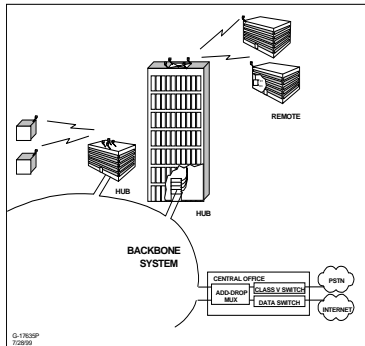 REMOTE
HUB
HUB
BACKBONE
SYSTEM
CENTRAL OFFICE
ADD-DROP
MUX
CLASS V SWITCH
DATA SWITCH
PSTN
INTERNET
G-17635P
7/28/99